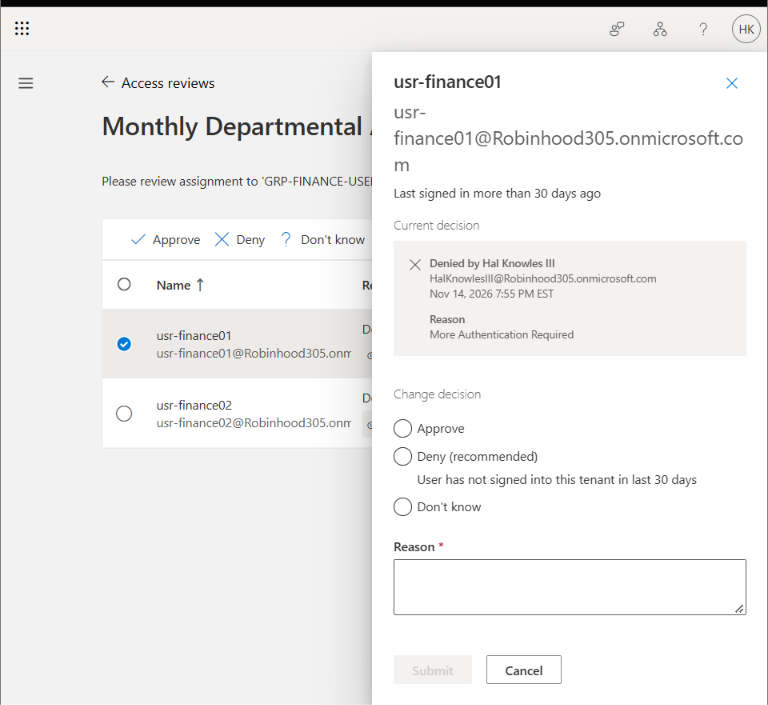 HK
Access reviews
Monthly Departmental
Please review assignment to 'GRP-FINANCE-USE
Approve Deny Don't know
Name ↑
usr-finance01
usr-finance01@Robinhood305.onm
usr-finance02
usr-finance02@Robinhood305.onm
usr-finance01
usr-
finance01@Robinhood305.onmicrosoft.co
m
Last signed in more than 30 days ago
Current decision
Denied by Hal Knowles III
HalKnowlesIII@Robinhood305.onmicrosoft.com
Nov 14, 2026 7:55 PM EST
Reason
More Authentication Required
Change decision
Approve
Deny (recommended)
User has not signed into this tenant in last 30 days
Don't know
Reason *
Submit Cancel